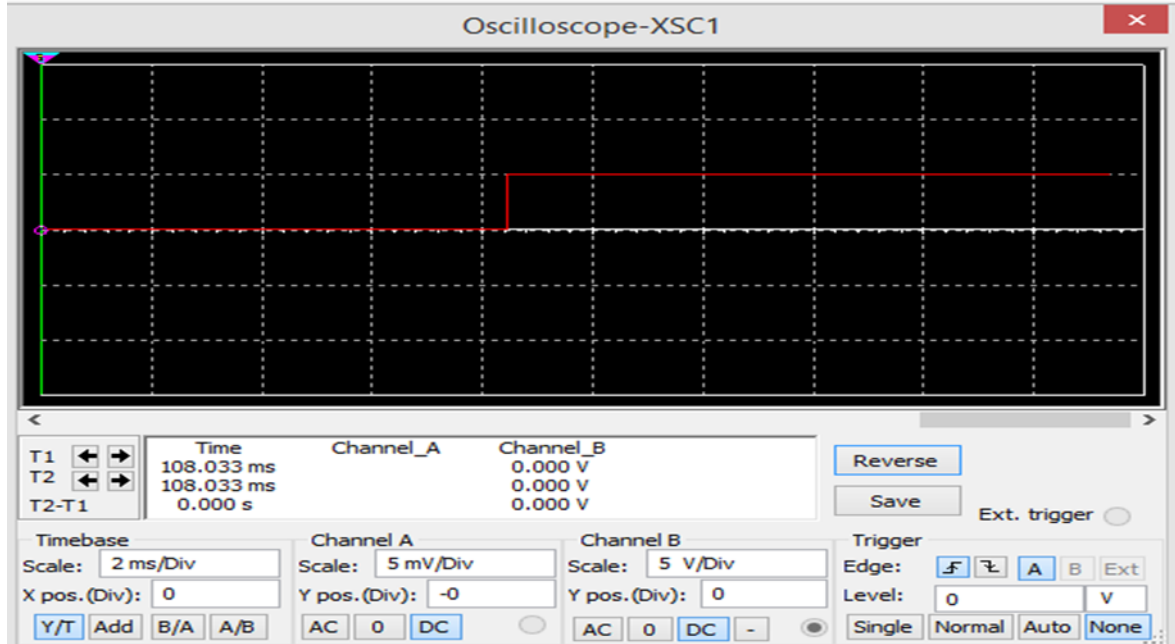 Oscilloscope-XSC1
Time Channel_A Channel_B
T1 108.033 ms 0.000 V
T2 108.033 ms 0.000 V
T2-T1 0.000 s 0.000 V
Reverse
Save
Ext. trigger
Timebase Channel A Channel B Trigger
Scale: 2 ms/Div Scale: 5 mV/Div Scale: 5 V/Div Edge: A B Ext
X pos.(Div): 0 Y pos.(Div): -0 Y pos.(Div): 0 Level: 0 V
Y/T Add B/A A/B AC 0 DC AC 0 DC - Single Normal Auto None